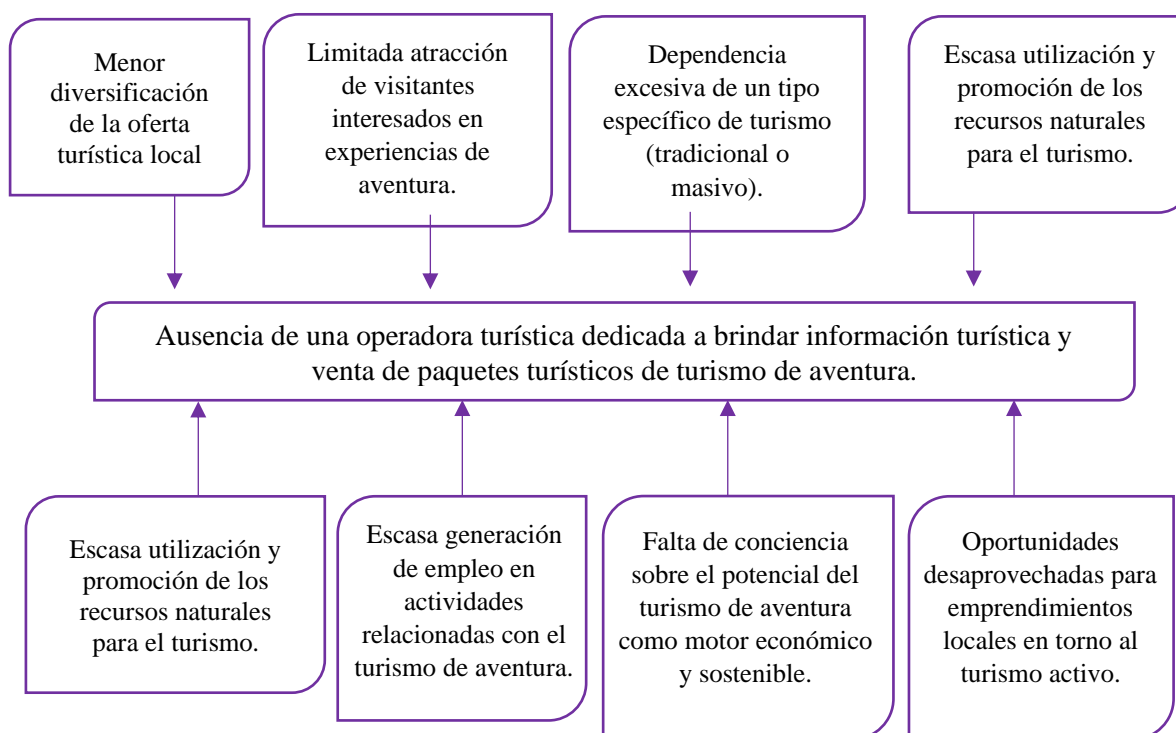 Menor
diversificación
de la oferta
turística local
Limitada atracción
de visitantes
interesados en
experiencias de
aventura.
Dependencia
excesiva de un tipo
específico de turismo
(tradicional o
masivo).
Escasa utilización y
promoción de los
recursos naturales
para el turismo.
Ausencia de una operadora turística dedicada a brindar información turística y
venta de paquetes turísticos de turismo de aventura.
Escasa utilización y
promoción de los
recursos naturales
para el turismo.
Escasa generación
de empleo en
actividades
relacionadas con el
turismo de aventura.
Falta de conciencia
sobre el potencial del
turismo de aventura
como motor económico
y sostenible.
Oportunidades
desaprovechadas para
emprendimientos
locales en torno al
turismo activo.